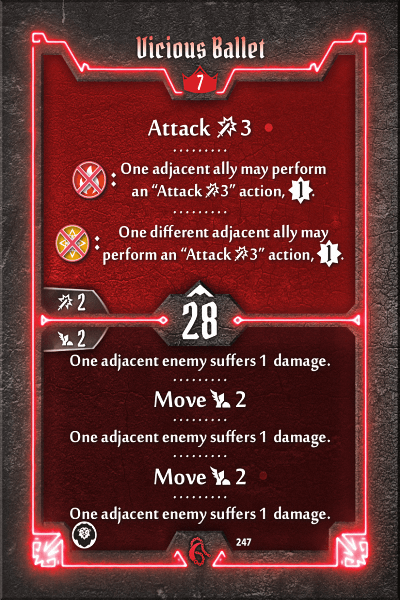 Vicious Ballet
7
Attack 3
: One adjacent ally may perform
an “Attack 3” action, 1.
: One different adjacent ally may
perform an “Attack 3” action, 1.
2
28
2
One adjacent enemy suffers 1 damage.
Move 2
One adjacent enemy suffers 1 damage.
Move 2
One adjacent enemy suffers 1 damage.
247